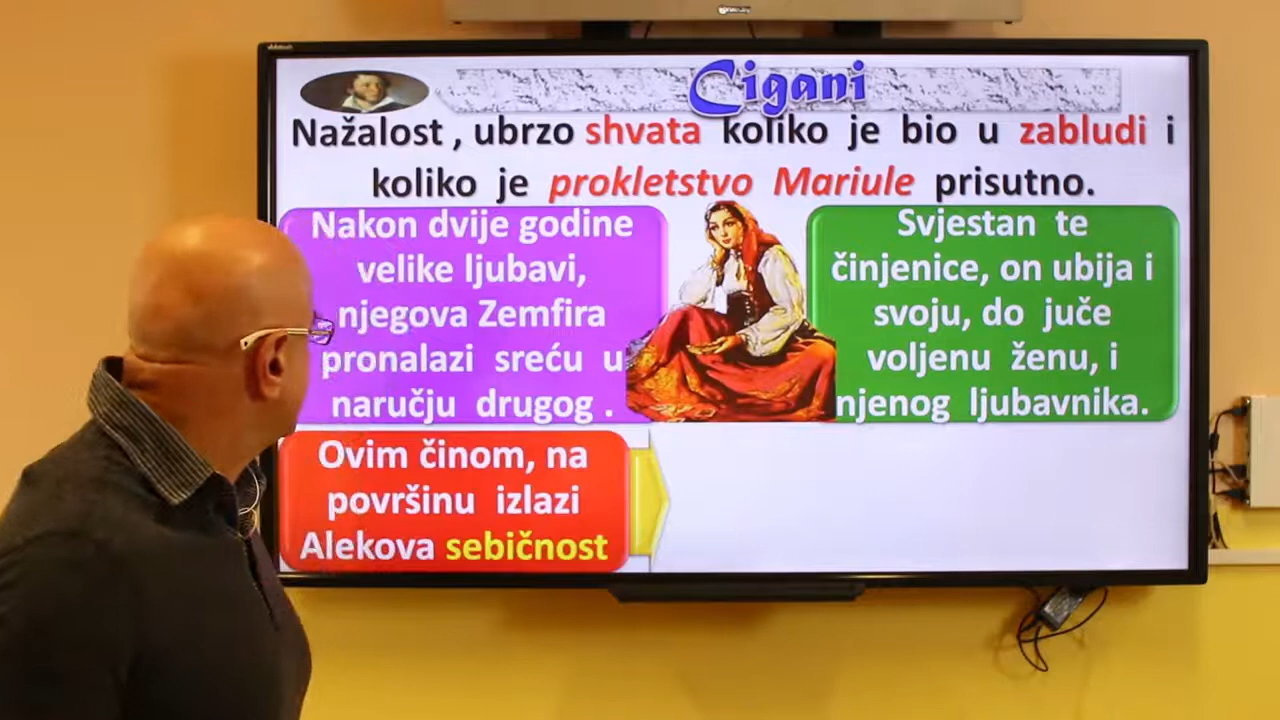 Cigani
Nažalost , ubrzo shvata koliko je bio u zabludi i
koliko je prokletstvo Mariule prisutno.
Nakon dvije godine
velike ljubavi,
njegova Zemfira
pronalazi sreću u
naručju drugog .
Svjestan te
činjenice, on ubija i
svoju, do juče
voljenu ženu, i
njenog ljubavnika.
Ovim činom, na
površinu izlazi
Alekova sebičnost